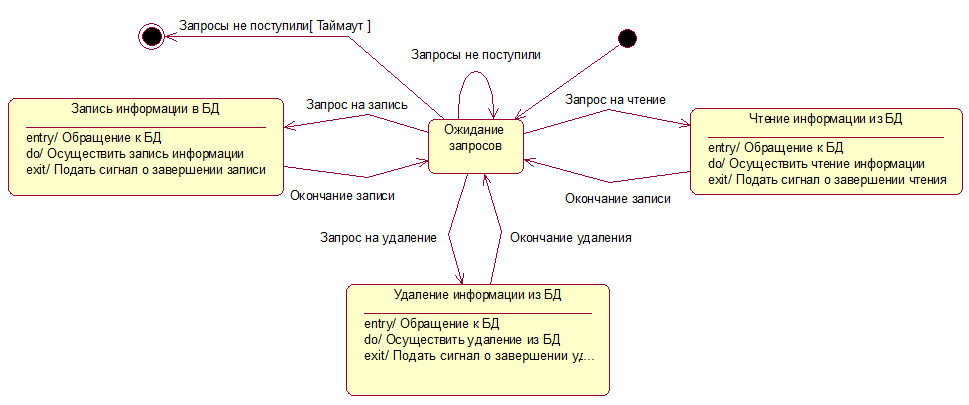 Запросы не поступили[ Таймаут ]
Запросы не поступили
Запись информации в БД
entry/ Обращение к БД
do/ Осуществить запись информации
exit/ Подать сигнал о завершении записи
Запрос на запись
Окончание записи
Ожидание
запросов
Запрос на чтение
Окончание записи
Чтение информации из БД
entry/ Обращение к БД
do/ Осуществить чтение информации
exit/ Подать сигнал о завершении чтения
Запрос на удаление
Окончание удаления
Удаление информации из БД
entry/ Обращение к БД
do/ Осуществить удаление из БД
exit/ Подать сигнал о завершении уд...